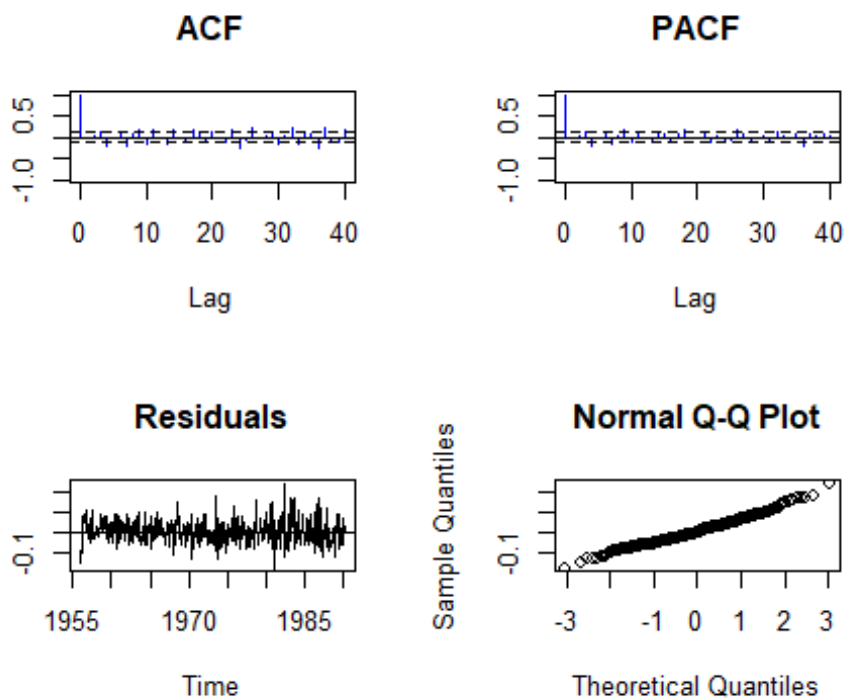 ACF
0.5
-1.0
0 10 20 30 40
Lag
PACF
0.5
-1.0
0 10 20 30 40
Lag
Residuals
-0.1
1955 1970 1985
Time
Normal Q-Q Plot
Sample Quantiles
-0.1
-3 -1 0 1 2 3
Theoretical Quantiles